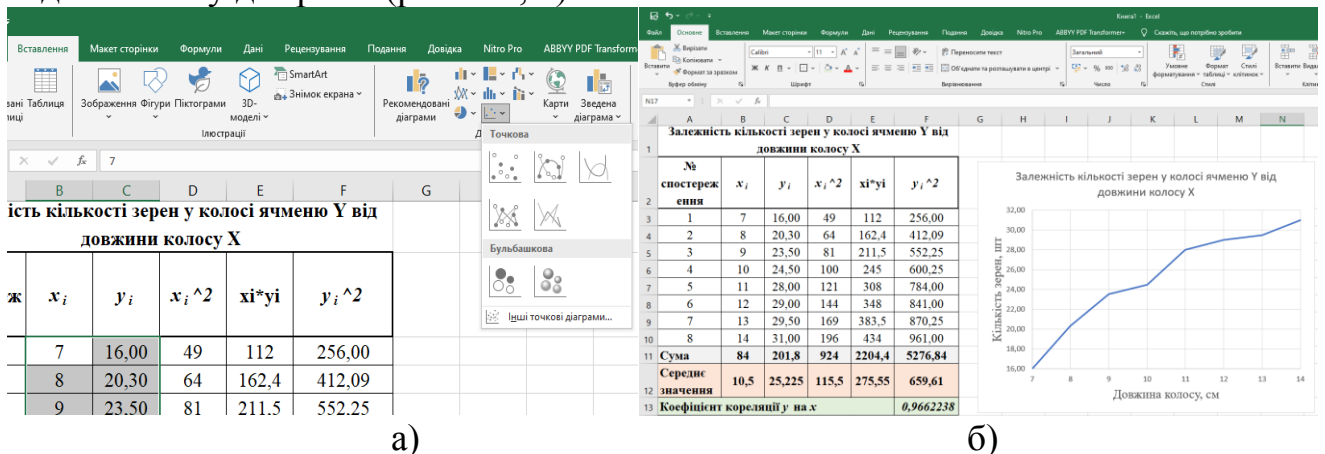 Вставлення Макет сторінки Формули Дані Рецензування Подання Довідка Nitro Pro ABBYY PDF Transform
Таблиця Зображення Фігури Піктограми 3D-моделі SmartArt Знімок екрана Рекомендовані діаграми Карти Зведена діаграма
Ілюстрації
Точкова
Бульбашкова
Інші точкові діаграми...
fx 7
B C D E F G
ість кількості зерен у колосі ячменю Y від
довжини колосу X
ж x i y i x i ^2 xi*yi y i ^2
7 16,00 49 112 256,00
8 20,30 64 162,4 412,09
9 23,50 81 211,5 552,25
а)
Книга1 - Excel
Файл Основне Вставлення Макет сторінки Формули Дані Рецензування Подання Довідка Nitro Pro ABBYY PDF Transformer+ Скажіть, що потрібно зробити
Вставити Вирізати Копіювати Формат за зразком Calibri 11 Ж К П Переносити текст Об'єднати та розташувати в центрі Загальний % 000 Умовне форматування Формат таблиці Стилі клітинок Вставити
Буфер обміну Шрифт Вирівнювання Число Стилі
N17 fx
A B C D E F G H I J K L M N
1 Залежність кількості зерен у колосі ячменю Y від
довжини колосу X
2 № спостереження x i y i x i ^2 xi*yi y i ^2
3 1 7 16,00 49 112 256,00
4 2 8 20,30 64 162,4 412,09
5 3 9 23,50 81 211,5 552,25
6 4 10 24,50 100 245 600,25
7 5 11 28,00 121 308 784,00
8 6 12 29,00 144 348 841,00
9 7 13 29,50 169 383,5 870,25
10 8 14 31,00 196 434 961,00
11 Сума 84 201,8 924 2204,4 5276,84
12 Середнє значення 10,5 25,225 115,5 275,55 659,61
13 Коефіцієнт кореляції y на x 0,9662238
Залежність кількості зерен у колосі ячменю Y від
довжини колосу X
Кількість зерен, шт
32,00
30,00
28,00
26,00
24,00
22,00
20,00
18,00
16,00
7 8 9 10 11 12 13 14
Довжина колосу, см
б)